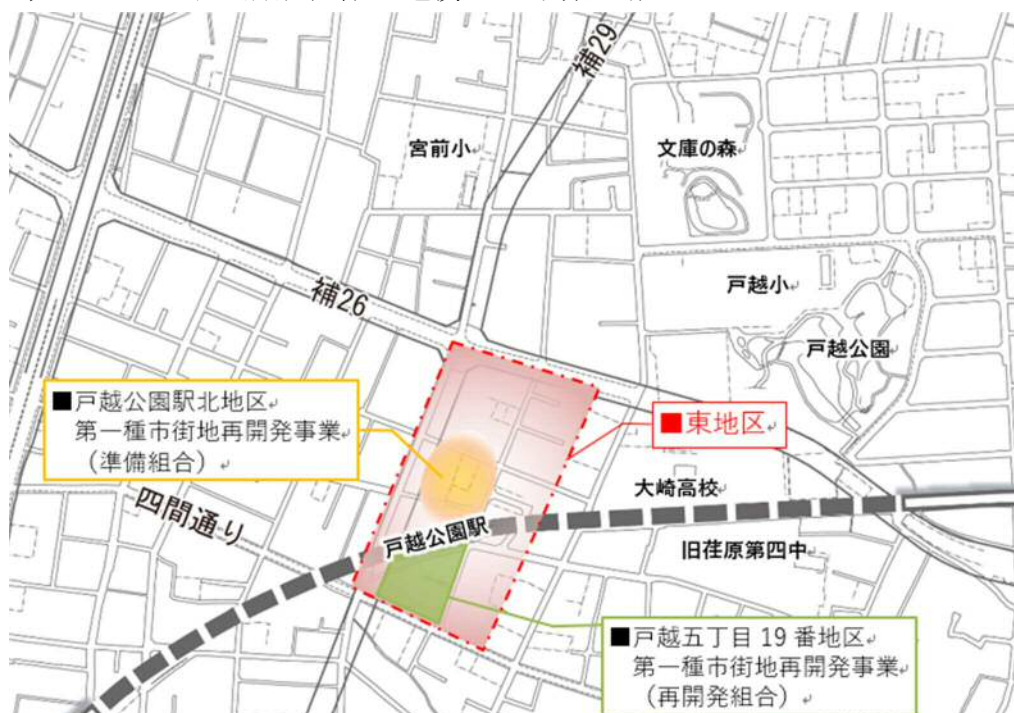 補29
宮前小
文庫の森
戸越小
補26
戸越公園
■戸越公園駅北地区
第一種市街地再開発事業
（準備組合）
■東地区
大崎高校
四間通り
戸越公園駅
旧荏原第四中
■戸越五丁目 19 番地区
第一種市街地再開発事業
（再開発組合）